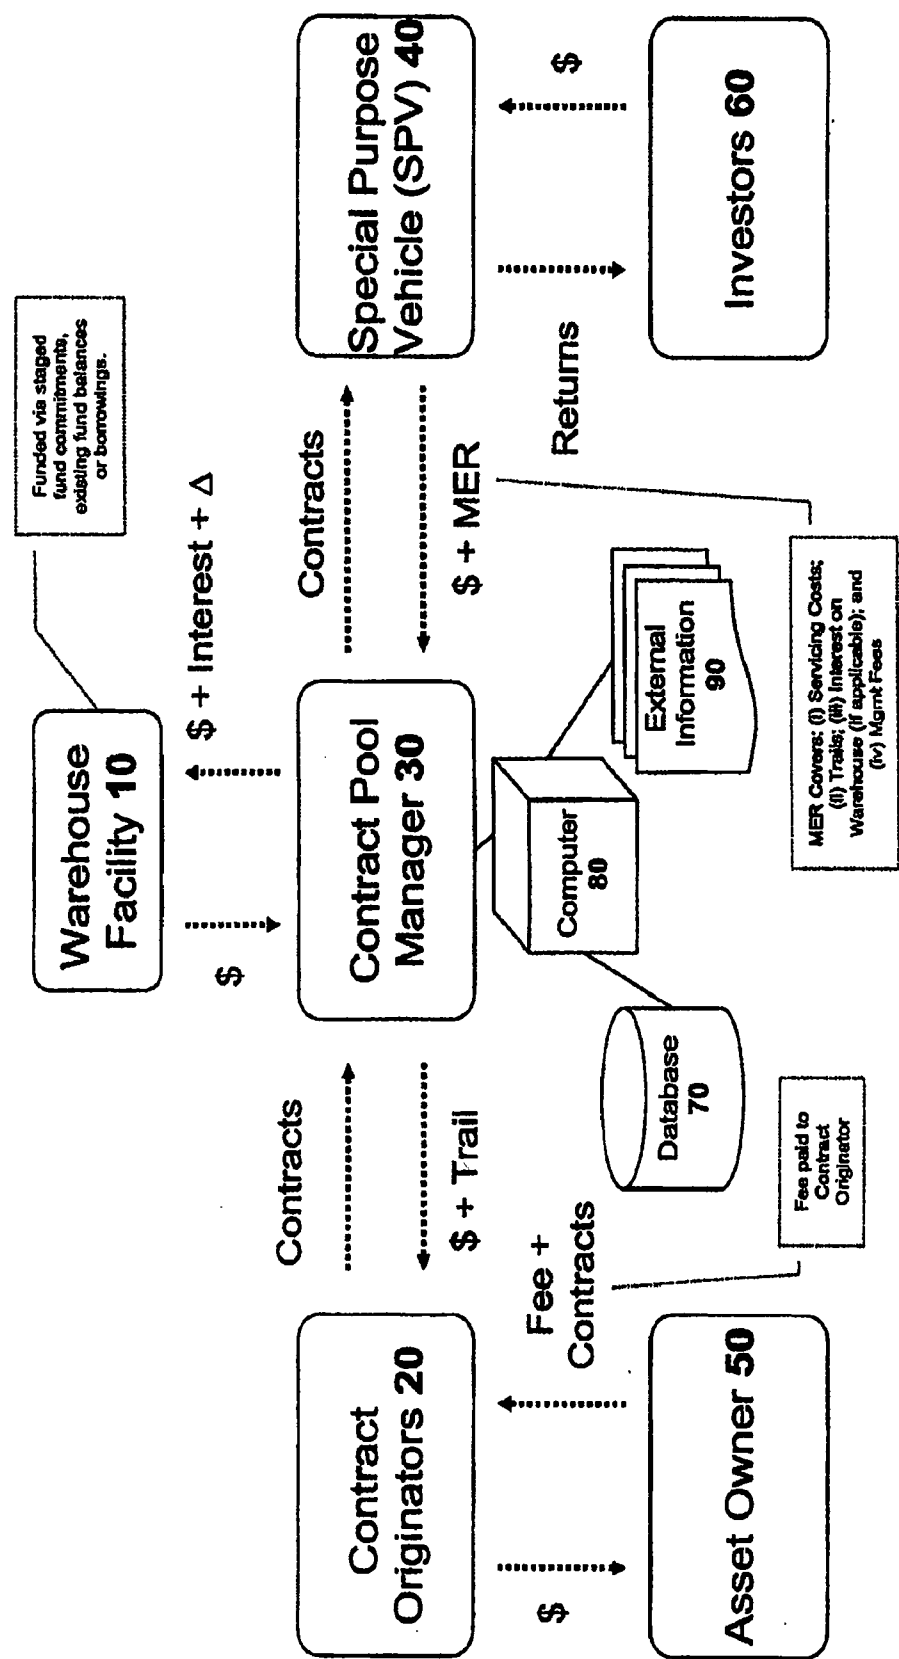 Funded via staged
fund commitments,
existing fund balances
or borrowings.
Warehouse
Facility 10
$
$ + Interest + Δ
Contracts
Contracts
Contract
Originators 20
Contract Pool
Manager 30
Special Purpose
Vehicle (SPV) 40
$ + Trail
$ + MER
$
Fee +
Contracts
Returns
$
Database
70
Computer
80
External
Information
90
Asset Owner 50
Investors 60
Fee paid to
Contract
Originator
MER Covers: (i) Servicing Costs;
(ii) Trails; (iii) Interest on
Warehouse (if applicable); and
(iv) Mgmt Fees